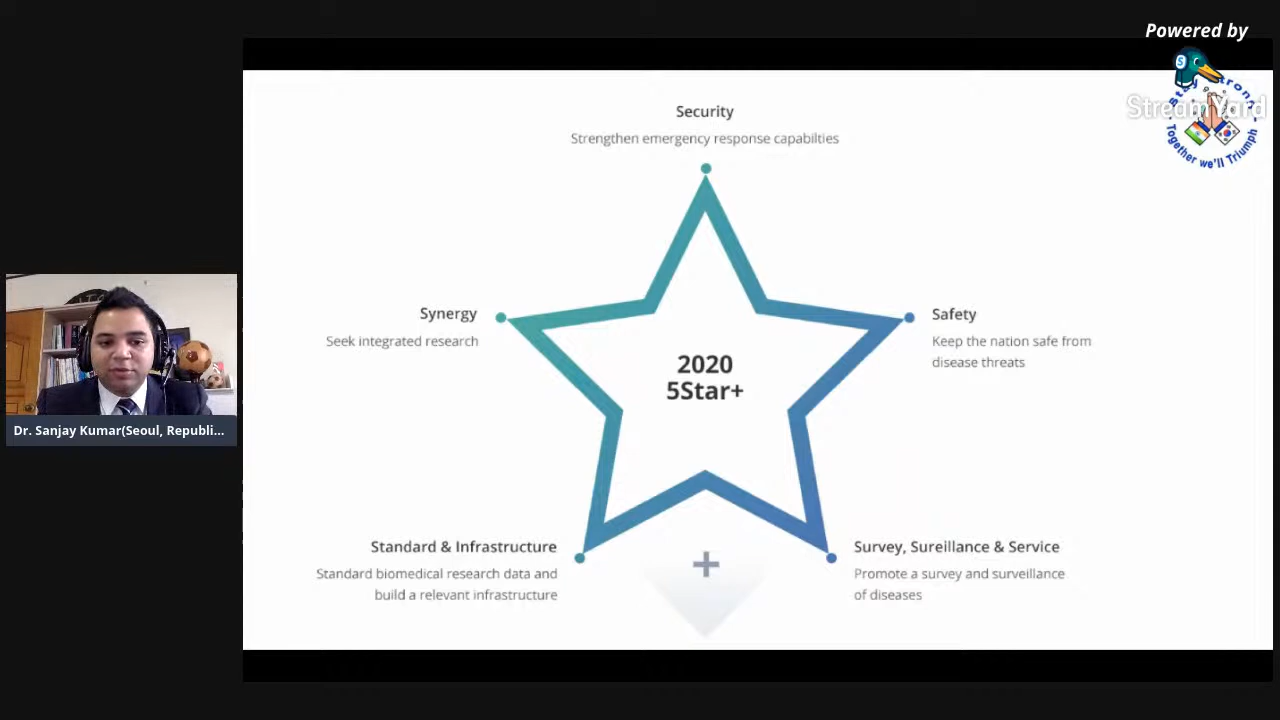 Powered by
StreamYard
Stay Strong
Together we'll Triumph
Security
Strengthen emergency response capabilties
Synergy
Seek integrated research
Safety
Keep the nation safe from
disease threats
2020
5Star+
Standard & Infrastructure
Standard biomedical research data and
build a relevant infrastructure
+
Survey, Sureillance & Service
Promote a survey and surveillance
of diseases
Dr. Sanjay Kumar(Seoul, Republi...